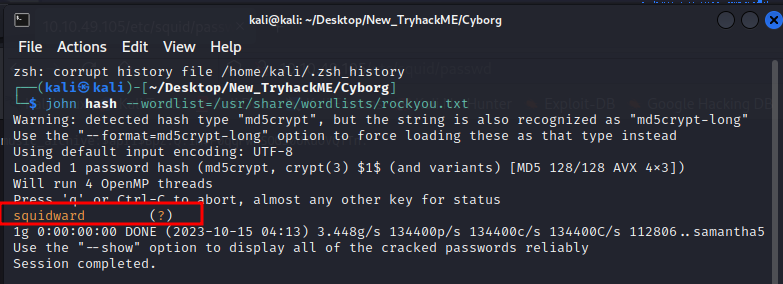 kali@kali: ~/Desktop/New_TryhackME/Cyborg
File Actions Edit View Help
zsh: corrupt history file /home/kali/.zsh_history
┌──(kali㉿kali)-[~/Desktop/New_TryhackME/Cyborg]
└─$ john hash --wordlist=/usr/share/wordlists/rockyou.txt
Warning: detected hash type "md5crypt", but the string is also recognized as "md5crypt-long"
Use the "--format=md5crypt-long" option to force loading these as that type instead
Using default input encoding: UTF-8
Loaded 1 password hash (md5crypt, crypt(3) $1$ (and variants) [MD5 128/128 AVX 4×3])
Will run 4 OpenMP threads
Press 'q' or Ctrl-C to abort, almost any other key for status
squidward (?)
1g 0:00:00:00 DONE (2023-10-15 04:13) 3.448g/s 134400p/s 134400c/s 134400C/s 112806..samantha5
Use the "--show" option to display all of the cracked passwords reliably
Session completed.